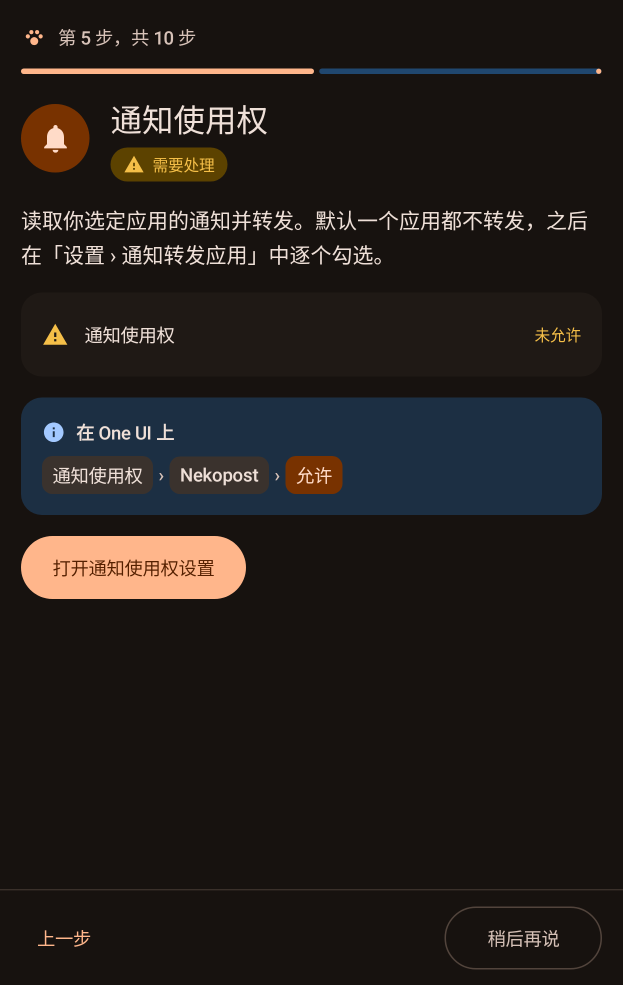 第 5 步，共 10 步
通知使用权
需要处理
读取你选定应用的通知并转发。默认一个应用都不转发，之后
在「设置 › 通知转发应用」中逐个勾选。
通知使用权 未允许
在 One UI 上
通知使用权 › Nekopost › 允许
打开通知使用权设置
上一步 稍后再说